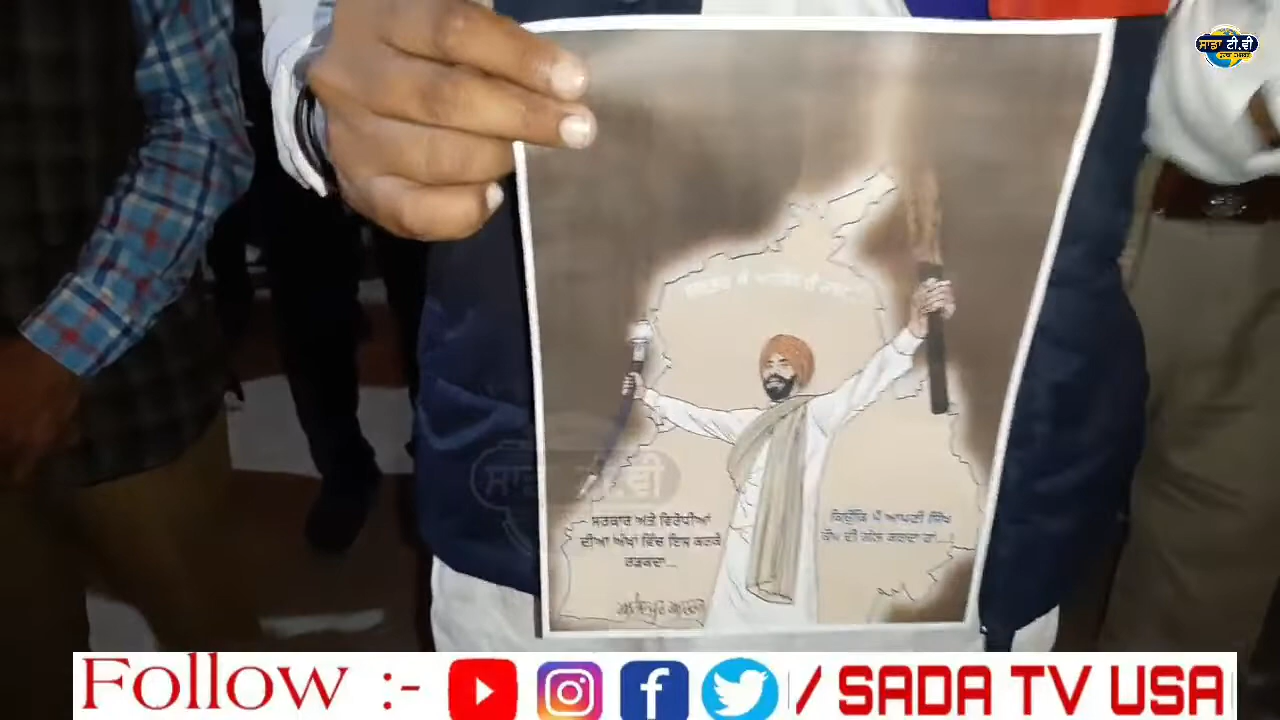 ਸਾਡਾ ਟੀ.ਵੀ
ਸਾਡਾ ਟੀ.ਵੀ
ਸਰਕਾਰ ਅਤੇ ਵਿਰੋਧੀਆਂ
ਦੀਆਂ ਅੱਖਾਂ ਵਿੱਚ ਇਸ ਕਰਕੇ
ਰੜਕਦਾ...
ਕਿਉਂਕਿ ਮੈਂ ਆਪਣੀ ਸਿੱਖ
ਕੌਮ ਦੀ ਗੱਲ ਕਰਦਾ ਹਾਂ...!
Follow :- / SADA TV USA